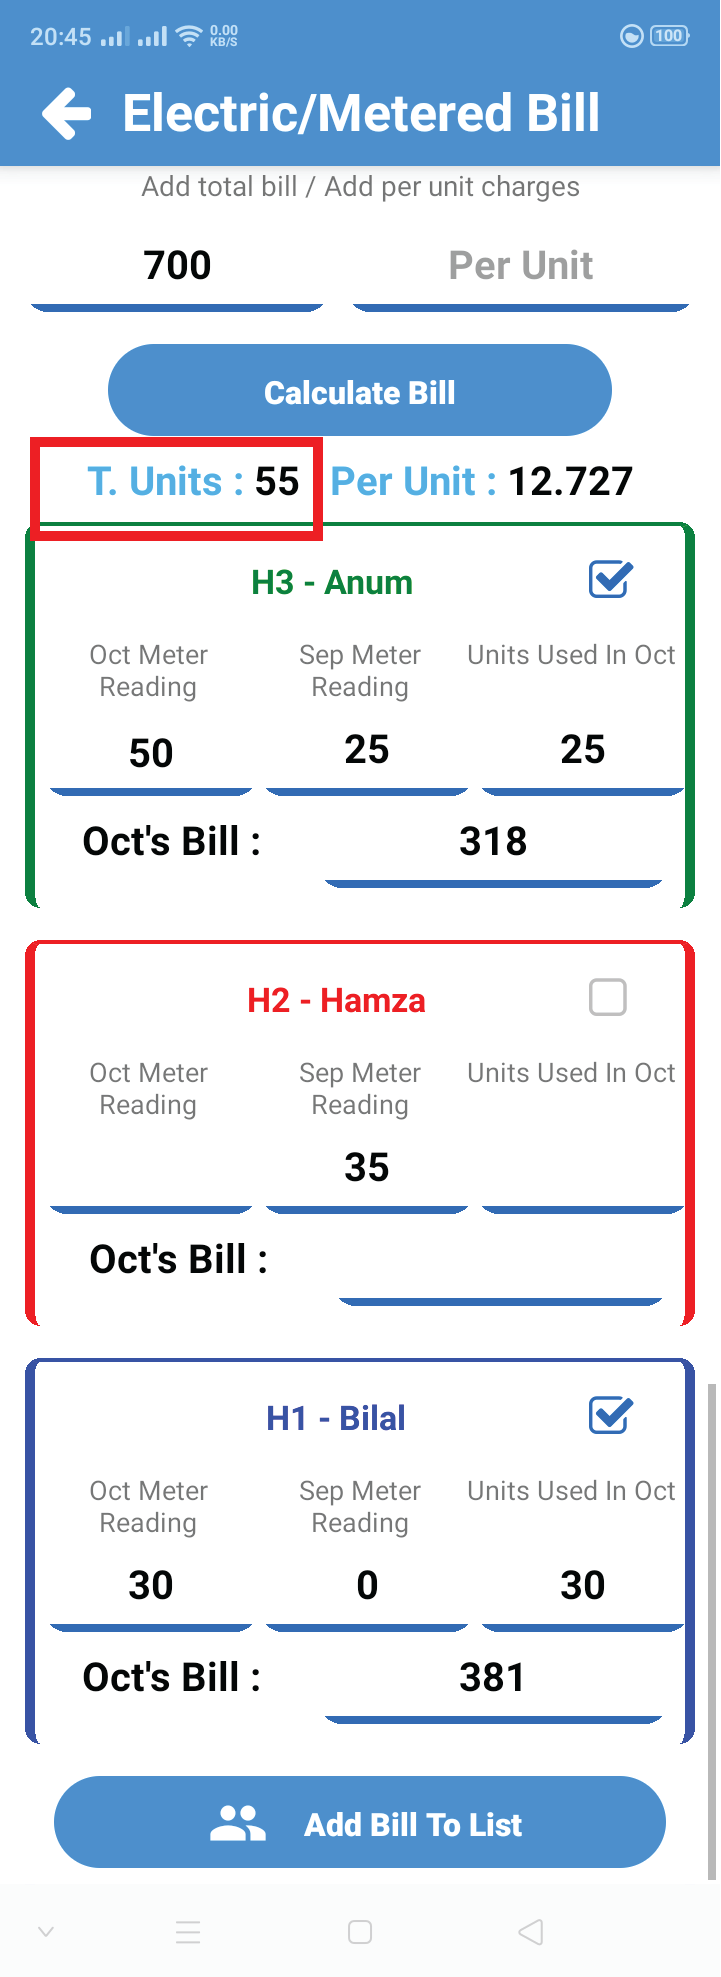 20:45 0.00 KB/S 100
Electric/Metered Bill
Add total bill / Add per unit charges
700 Per Unit
Calculate Bill
T. Units : 55 Per Unit : 12.727
H3 - Anum
Oct Meter Reading Sep Meter Reading Units Used In Oct
50 25 25
Oct's Bill : 318
H2 - Hamza
Oct Meter Reading Sep Meter Reading Units Used In Oct
35
Oct's Bill :
H1 - Bilal
Oct Meter Reading Sep Meter Reading Units Used In Oct
30 0 30
Oct's Bill : 381
Add Bill To List